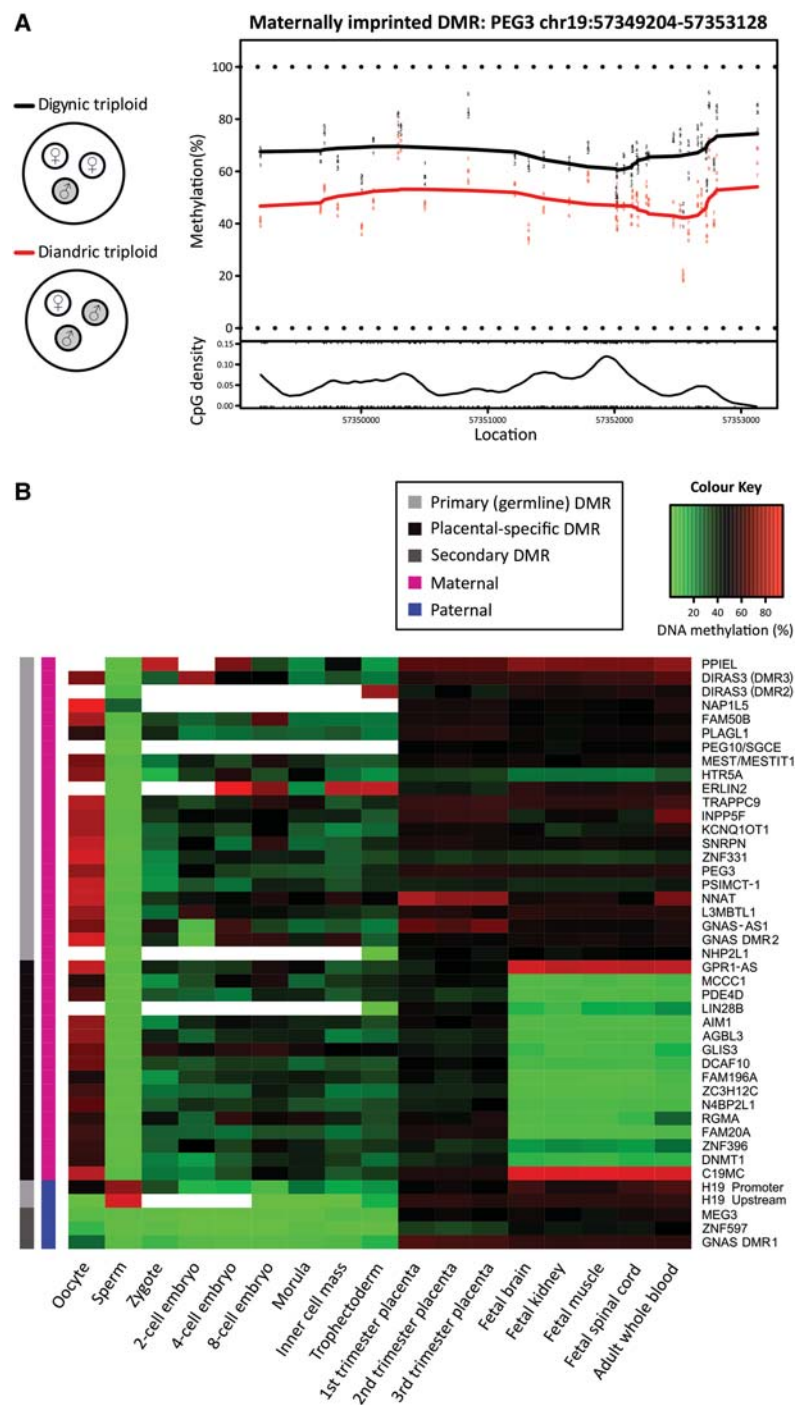 A
Maternally imprinted DMR: PEG3 chr19:57349204-57353128
Digynic triploid
♀
♀
♂
Diandric triploid
♀
♂
♂
Methylation(%)
100
80
60
40
20
0
CpG density
0.15
0.10
0.05
0.00
57350000
57351000
57352000
57353000
Location
B
Primary (germline) DMR
Placental-specific DMR
Secondary DMR
Maternal
Paternal
Colour Key
20 40 60 80
DNA methylation (%)
PPIEL
DIRAS3 (DMR3)
DIRAS3 (DMR2)
NAP1L5
FAM50B
PLAGL1
PEG10/SGCE
MEST/MESTIT1
HTR5A
ERLIN2
TRAPPC9
INPP5F
KCNQ1OT1
SNRPN
ZNF331
PEG3
PSIMCT-1
NNAT
L3MBTL1
GNAS-AS1
GNAS DMR2
NHP2L1
GPR1-AS
MCCC1
PDE4D
LIN28B
AIM1
AGBL3
GLIS3
DCAF10
FAM196A
ZC3H12C
N4BP2L1
RGMA
FAM20A
ZNF396
DNMT1
C19MC
H19 Promoter
H19 Upstream
MEG3
ZNF597
GNAS DMR1
Oocyte
Sperm
Zygote
2-cell embryo
4-cell embryo
8-cell embryo
Morula
Inner cell mass
Trophectoderm
1st trimester placenta
2nd trimester placenta
3rd trimester placenta
Fetal brain
Fetal kidney
Fetal muscle
Fetal spinal cord
Adult whole blood